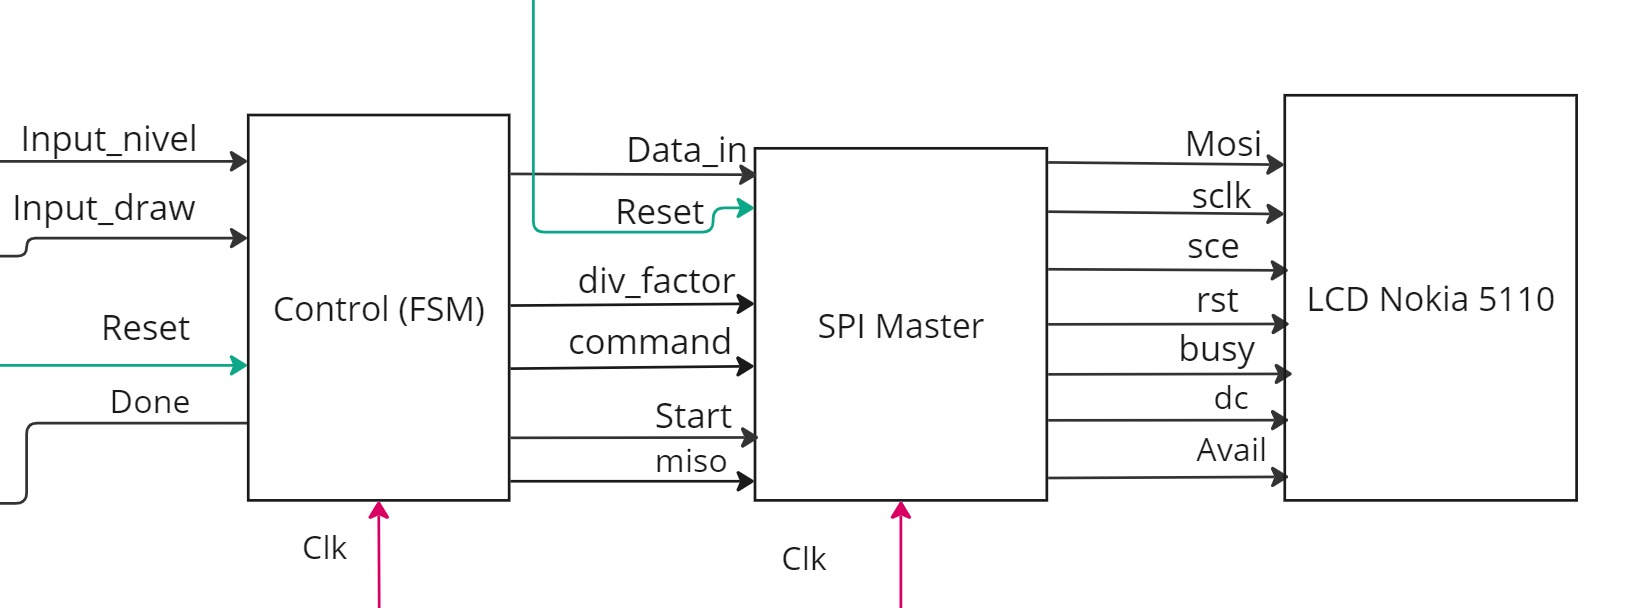 Input_nivel
Input_draw
Reset
Done
Control (FSM)
Clk
Data_in
Reset
div_factor
command
Start
miso
SPI Master
Clk
Mosi
sclk
sce
rst
busy
dc
Avail
LCD Nokia 5110